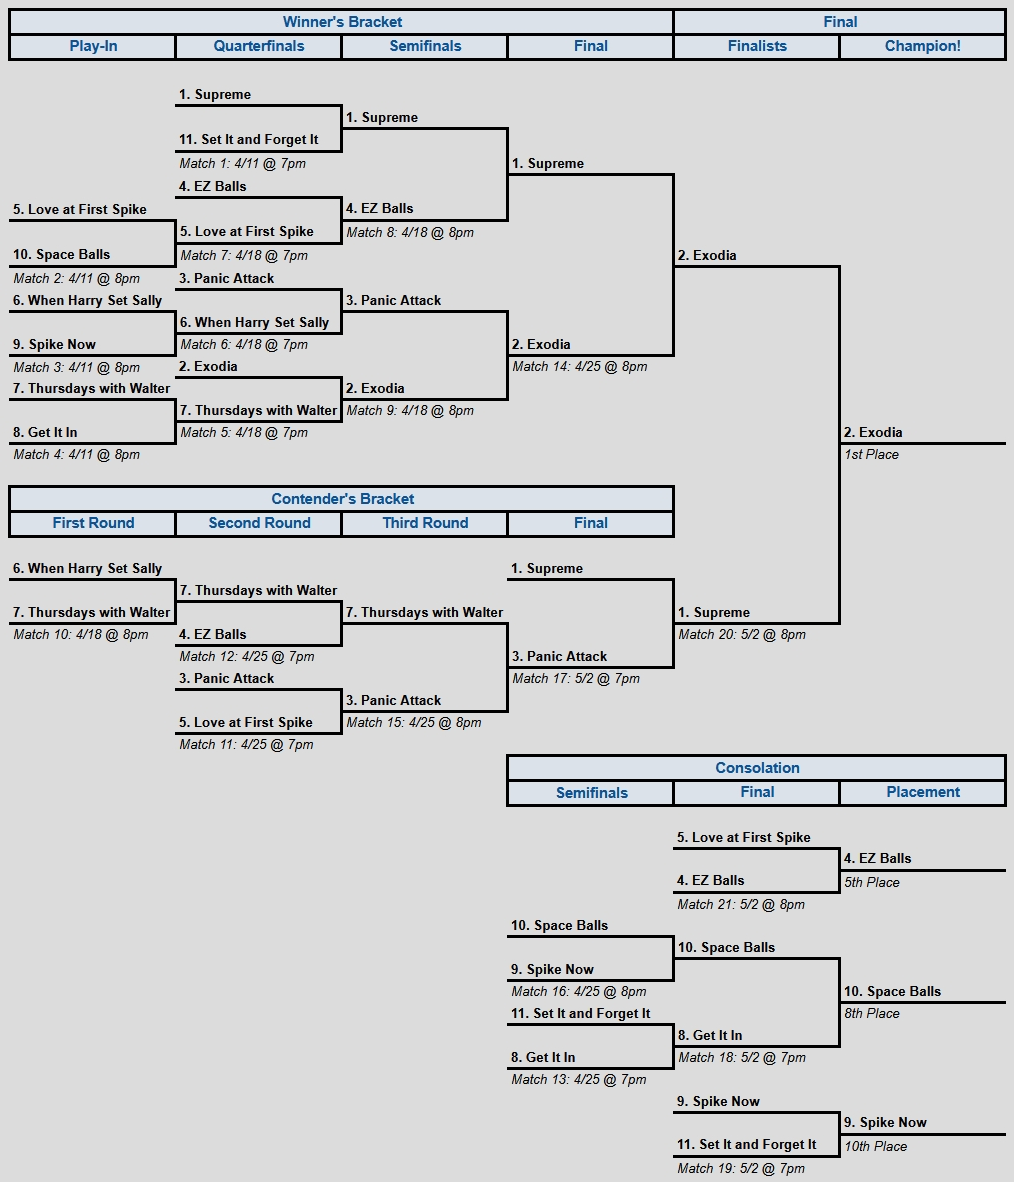 Winner's Bracket
Final
Play-In
Quarterfinals
Semifinals
Final
Finalists
Champion!
1. Supreme
1. Supreme
11. Set It and Forget It
Match 1: 4/11 @ 7pm
1. Supreme
4. EZ Balls
5. Love at First Spike
4. EZ Balls
5. Love at First Spike
Match 8: 4/18 @ 8pm
10. Space Balls
Match 7: 4/18 @ 7pm
2. Exodia
Match 2: 4/11 @ 8pm
3. Panic Attack
6. When Harry Set Sally
3. Panic Attack
6. When Harry Set Sally
9. Spike Now
Match 6: 4/18 @ 7pm
2. Exodia
Match 3: 4/11 @ 8pm
2. Exodia
Match 14: 4/25 @ 8pm
7. Thursdays with Walter
2. Exodia
7. Thursdays with Walter
Match 9: 4/18 @ 8pm
8. Get It In
Match 5: 4/18 @ 7pm
2. Exodia
Match 4: 4/11 @ 8pm
1st Place
Contender's Bracket
First Round
Second Round
Third Round
Final
6. When Harry Set Sally
1. Supreme
7. Thursdays with Walter
7. Thursdays with Walter
7. Thursdays with Walter
1. Supreme
Match 10: 4/18 @ 8pm
4. EZ Balls
Match 20: 5/2 @ 8pm
Match 12: 4/25 @ 7pm
3. Panic Attack
3. Panic Attack
Match 17: 5/2 @ 7pm
3. Panic Attack
5. Love at First Spike
Match 15: 4/25 @ 8pm
Match 11: 4/25 @ 7pm
Consolation
Semifinals
Final
Placement
5. Love at First Spike
4. EZ Balls
4. EZ Balls
5th Place
Match 21: 5/2 @ 8pm
10. Space Balls
10. Space Balls
9. Spike Now
Match 16: 4/25 @ 8pm
10. Space Balls
11. Set It and Forget It
8th Place
8. Get It In
8. Get It In
Match 18: 5/2 @ 7pm
Match 13: 4/25 @ 7pm
9. Spike Now
9. Spike Now
11. Set It and Forget It
10th Place
Match 19: 5/2 @ 7pm